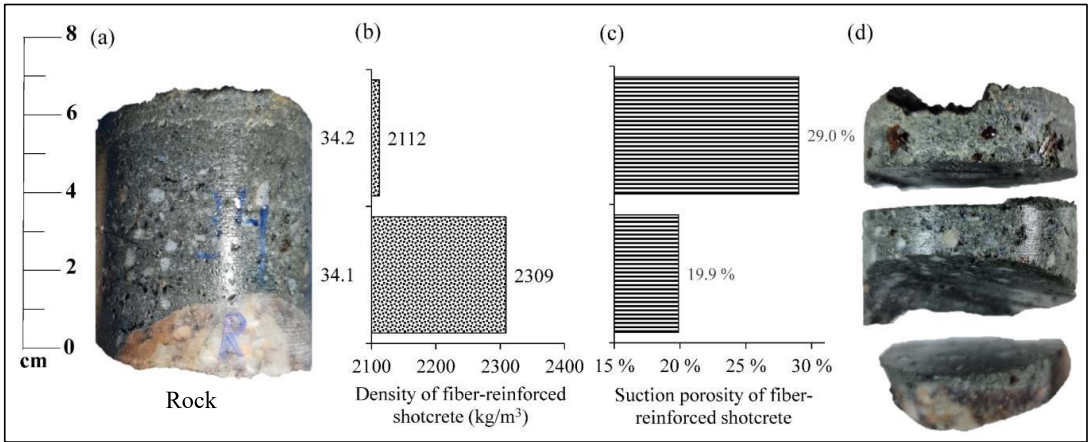 (a)
(b)
(c)
(d)
8
6
4
2
0
cm
34
R
Rock
34.2
34.1
2112
2309
2100 2200 2300 2400
Density of fiber-reinforced
shotcrete (kg/m³)
29.0 %
19.9 %
15 % 20 % 25 % 30 %
Suction porosity of fiber-
reinforced shotcrete